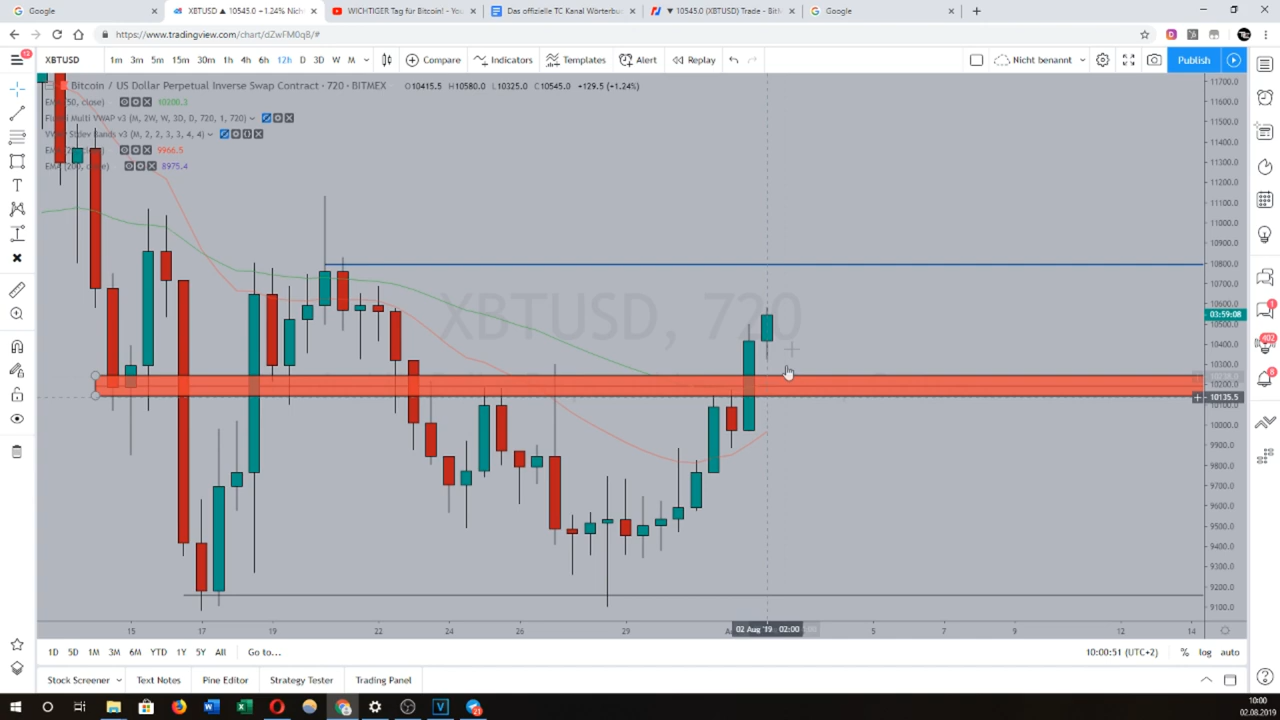 Google
XBTUSD ▲ 10545.0 +1.24% Nich
WICHTIGER Tag für Bitcoin! - You
Das offizielle TC Kanal Wörterbu
▼ 10545.0 (XBTUSD) Trade - Bitm
Google
https://www.tradingview.com/chart/dZwFM0q8/#
12
XBTUSD
1m 3m 5m 15m 30m 1h 4h 6h 12h D 3D W M
Compare
Indicators
Templates
Alert
Replay
Nicht benannt
Publish
Bitcoin / US Dollar Perpetual Inverse Swap Contract · 720 · BITMEX O10415.5 H10580.0 L10325.0 C10545.0 +129.5 (+1.24%)
10200.3
Multi VWAP v3 (M, 2W, W, 3D, D, 720, 1, 720)
9966.5
8975.4
XBTUSD, 720
11700.0
11600.0
11500.0
11400.0
11300.0
11200.0
11100.0
11000.0
10900.0
10800.0
10700.0
10600.0
03:59:08
10500.0
10400.0
10300.0
10200.0
10135.5
10000.0
9900.0
9800.0
9700.0
9600.0
9500.0
9400.0
9300.0
9200.0
9100.0
1
402
8
15 17 19 22 24 26 29 02 Aug '19 02:00 5 7 9 12 14
1D 5D 1M 3M 6M YTD 1Y 5Y All Go to...
10:00:51 (UTC+2) % log auto
Stock Screener Text Notes Pine Editor Strategy Tester Trading Panel
10:00
02.08.2019